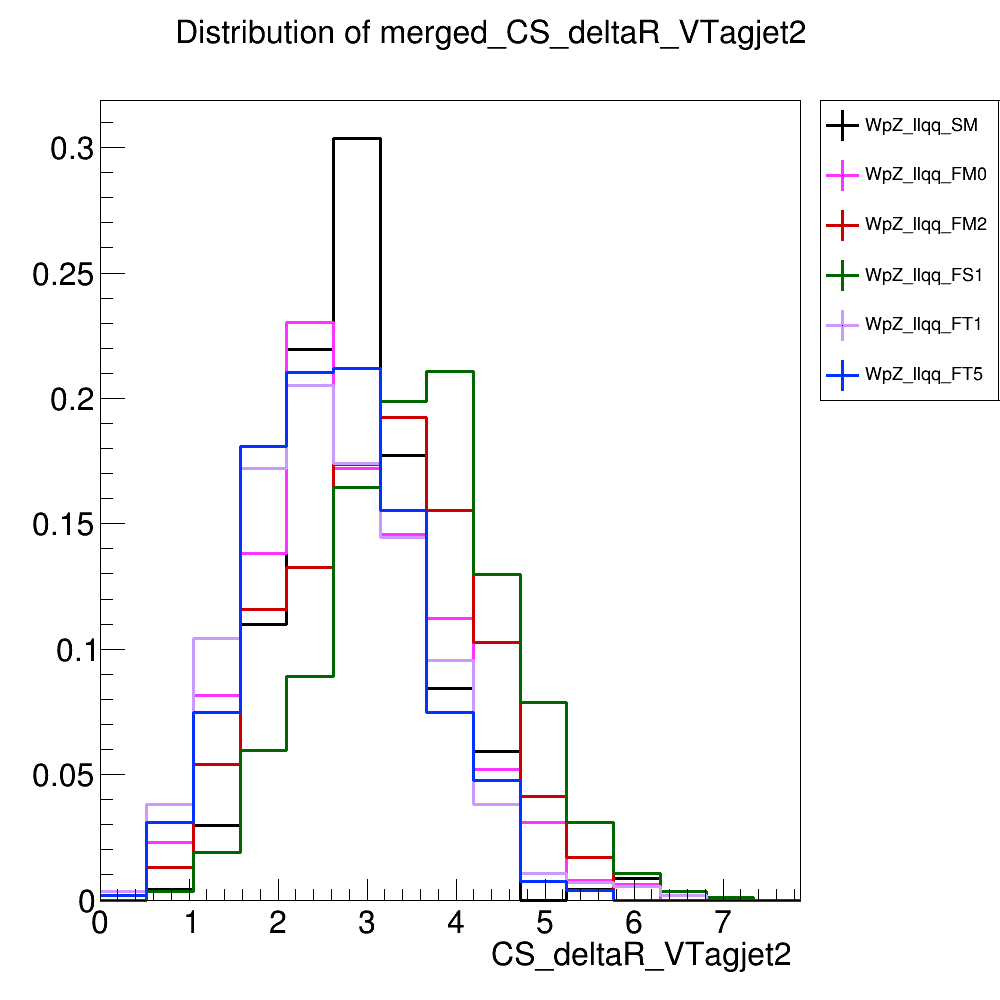 Distribution of merged_CS_deltaR_VTagjet2
WpZ_llqq_SM
WpZ_llqq_FM0
WpZ_llqq_FM2
WpZ_llqq_FS1
WpZ_llqq_FT1
WpZ_llqq_FT5
0.3
0.25
0.2
0.15
0.1
0.05
0
0 1 2 3 4 5 6 7
CS_deltaR_VTagjet2